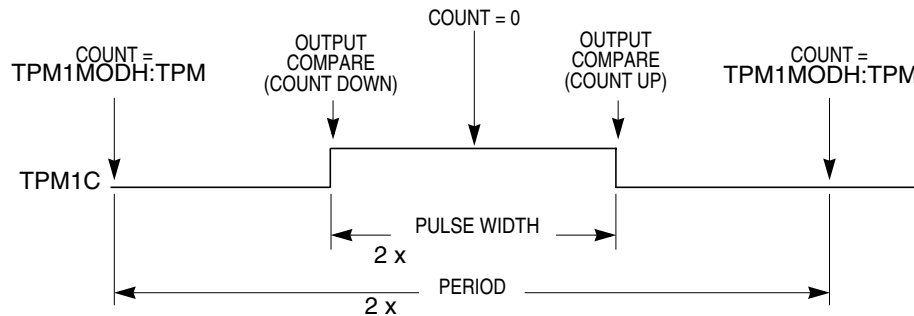 COUNT = 0
COUNT =
TPM1MODH:TPM
OUTPUT
COMPARE
(COUNT DOWN)
OUTPUT
COMPARE
(COUNT UP)
COUNT =
TPM1MODH:TPM
TPM1C
PULSE WIDTH
2 x
PERIOD
2 x